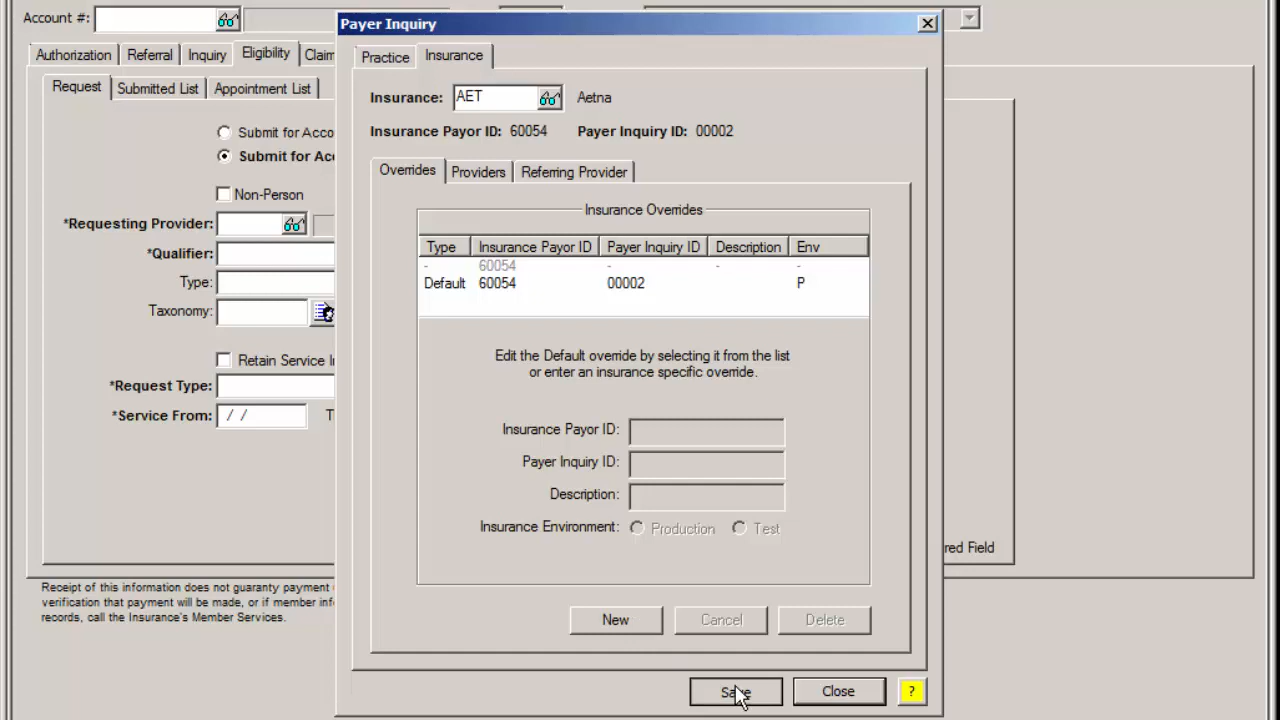 Account #:
Payer Inquiry
Authorization Referral Inquiry Eligibility Claim
Request Submitted List Appointment List
Submit for Acco
Submit for Acc
Non-Person
*Requesting Provider:
*Qualifier:
Type:
Taxonomy:
Retain Service I
*Request Type:
*Service From: / / T
Receipt of this information does not guaranty payment
verification that payment will be made, or if member inf
records, call the Insurance's Member Services.
Practice Insurance
Insurance: AET Aetna
Insurance Payor ID: 60054 Payer Inquiry ID: 00002
Overrides Providers Referring Provider
Insurance Overrides
Type Insurance Payor ID Payer Inquiry ID Description Env
- 60054 - - -
Default 60054 00002 P
Edit the Default override by selecting it from the list
or enter an insurance specific override.
Insurance Payor ID:
Payer Inquiry ID:
Description:
Insurance Environment: Production Test
New Cancel Delete
Save Close ?
red Field